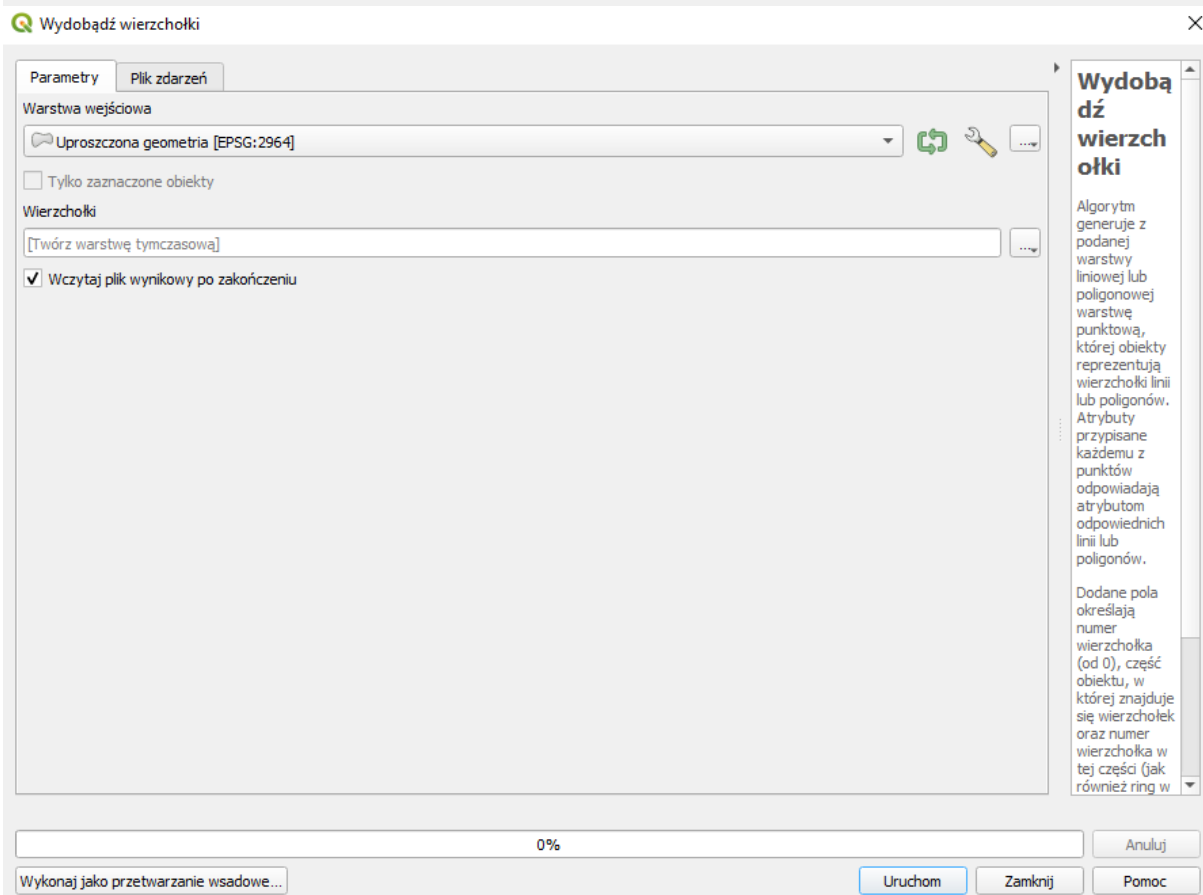 Wydobądź wierzchołki
Parametry
Plik zdarzeń
Warstwa wejściowa
Uproszczona geometria [EPSG:2964]
...
Tylko zaznaczone obiekty
Wierzchołki
[Twórz warstwę tymczasową]
...
Wczytaj plik wynikowy po zakończeniu
Wydobą
dź
wierzch
ołki
Algorytm
generuje z
podanej
warstwy
liniowej lub
poligonowej
warstwę
punktową,
której obiekty
reprezentują
wierzchołki linii
lub poligonów.
Atrybuty
przypisane
każdemu z
punktów
odpowiadają
atrybutom
odpowiednich
linii lub
poligonów.
Dodane pola
określają
numer
wierzchołka
(od 0), część
obiektu, w
której znajduje
się wierzchołek
oraz numer
wierzchołka w
tej części (jak
również ring w
0%
Anuluj
Wykonaj jako przetwarzanie wsadowe...
Uruchom
Zamknij
Pomoc